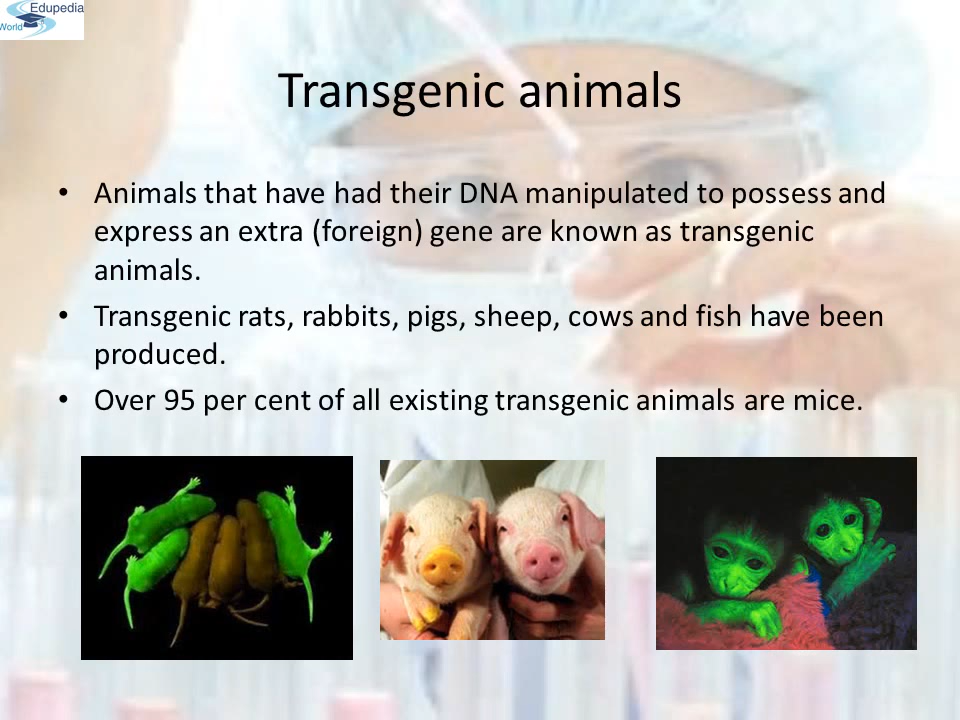 Edupedia
World
Transgenic animals
• Animals that have had their DNA manipulated to possess and
express an extra (foreign) gene are known as transgenic
animals.
• Transgenic rats, rabbits, pigs, sheep, cows and fish have been
produced.
• Over 95 per cent of all existing transgenic animals are mice.